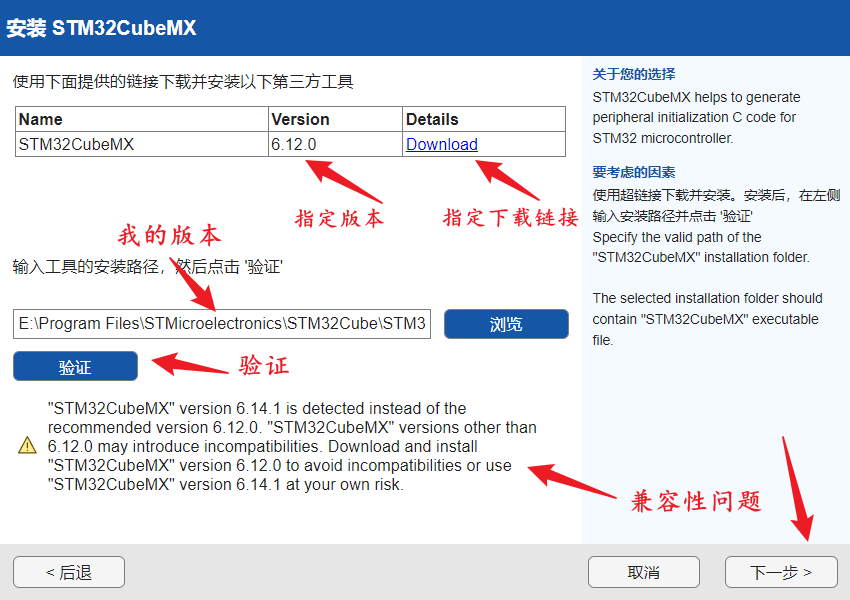 安装 STM32CubeMX
使用下面提供的链接下载并安装以下第三方工具
Name Version Details
STM32CubeMX 6.12.0 Download
指定版本
指定下载链接
我的版本
输入工具的安装路径，然后点击 '验证'
E:\Program Files\STMicroelectronics\STM32Cube\STM3
浏览
验证
验证
"STM32CubeMX" version 6.14.1 is detected instead of the
recommended version 6.12.0. "STM32CubeMX" versions other than
6.12.0 may introduce incompatibilities. Download and install
"STM32CubeMX" version 6.12.0 to avoid incompatibilities or use
"STM32CubeMX" version 6.14.1 at your own risk.
兼容性问题
关于您的选择
STM32CubeMX helps to generate
peripheral initialization C code for
STM32 microcontroller.
要考虑的因素
使用超链接下载并安装。安装后，在左侧
输入安装路径并点击 '验证'
Specify the valid path of the
"STM32CubeMX" installation folder.
The selected installation folder should
contain "STM32CubeMX" executable
file.
< 后退
取消
下一步 >